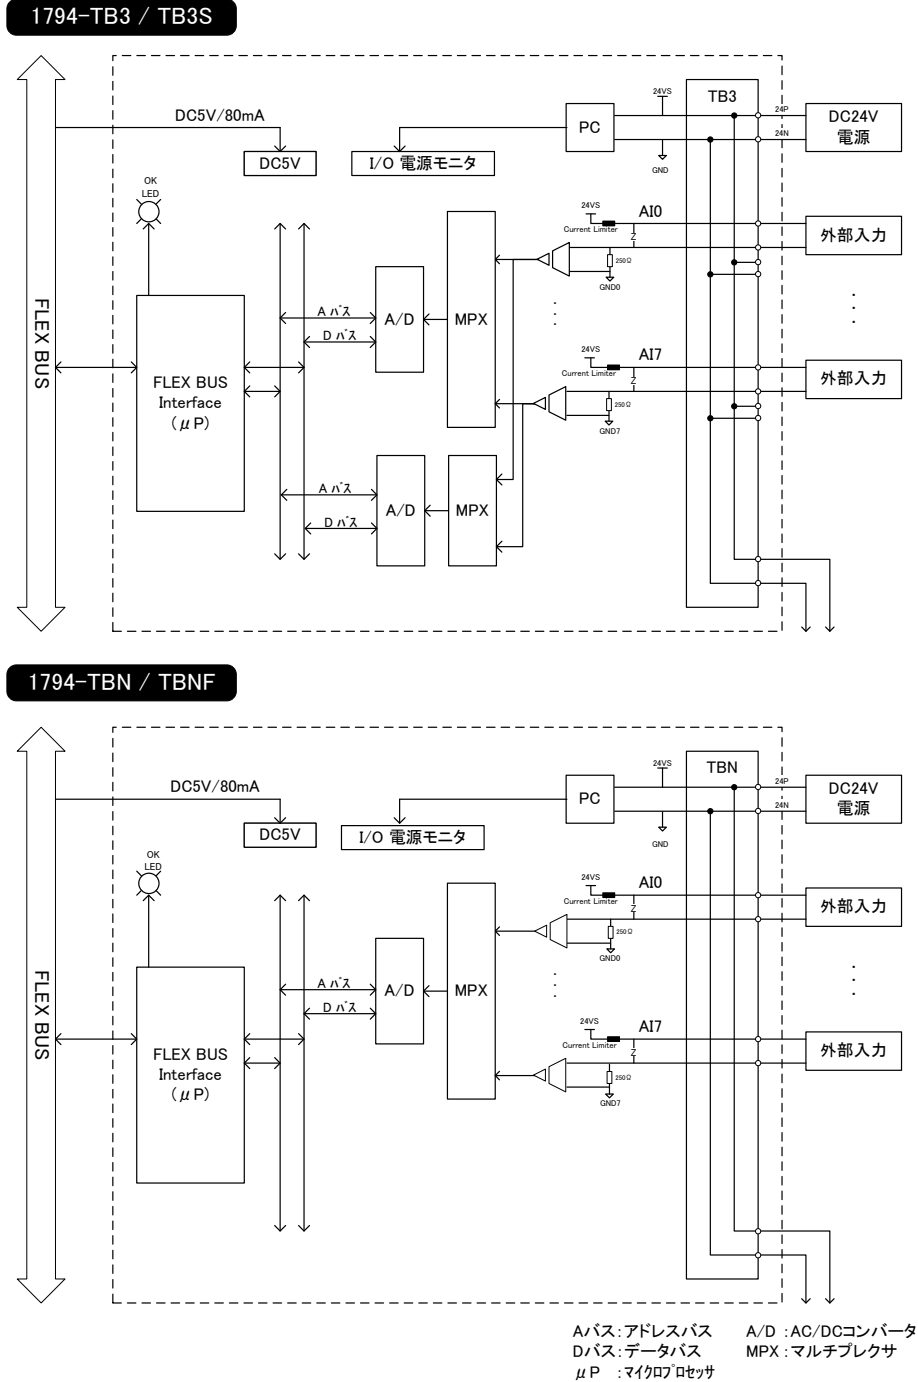 1794-TB3 / TB3S
DC5V/80mA
DC5V
I/O 電源モニタ
PC
24VS
GND
TB3
24P
24N
DC24V
電源
OK
LED
FLEX BUS
FLEX BUS
Interface
(μP)
A バス
D バス
A/D
MPX
24VS
Current Limiter
AI0
Z
250Ω
GND0
外部入力
24VS
Current Limiter
AI7
Z
250Ω
GND7
外部入力
A バス
D バス
A/D
MPX
1794-TBN / TBNF
DC5V/80mA
DC5V
I/O 電源モニタ
PC
24VS
GND
TBN
24P
24N
DC24V
電源
OK
LED
FLEX BUS
FLEX BUS
Interface
(μP)
A バス
D バス
A/D
MPX
24VS
Current Limiter
AI0
Z
250Ω
GND0
外部入力
24VS
Current Limiter
AI7
Z
250Ω
GND7
外部入力
Aバス:アドレスバス A/D :AC/DCコンバータ
Dバス:データバス MPX:マルチプレクサ
μP :マイクロプロセッサ